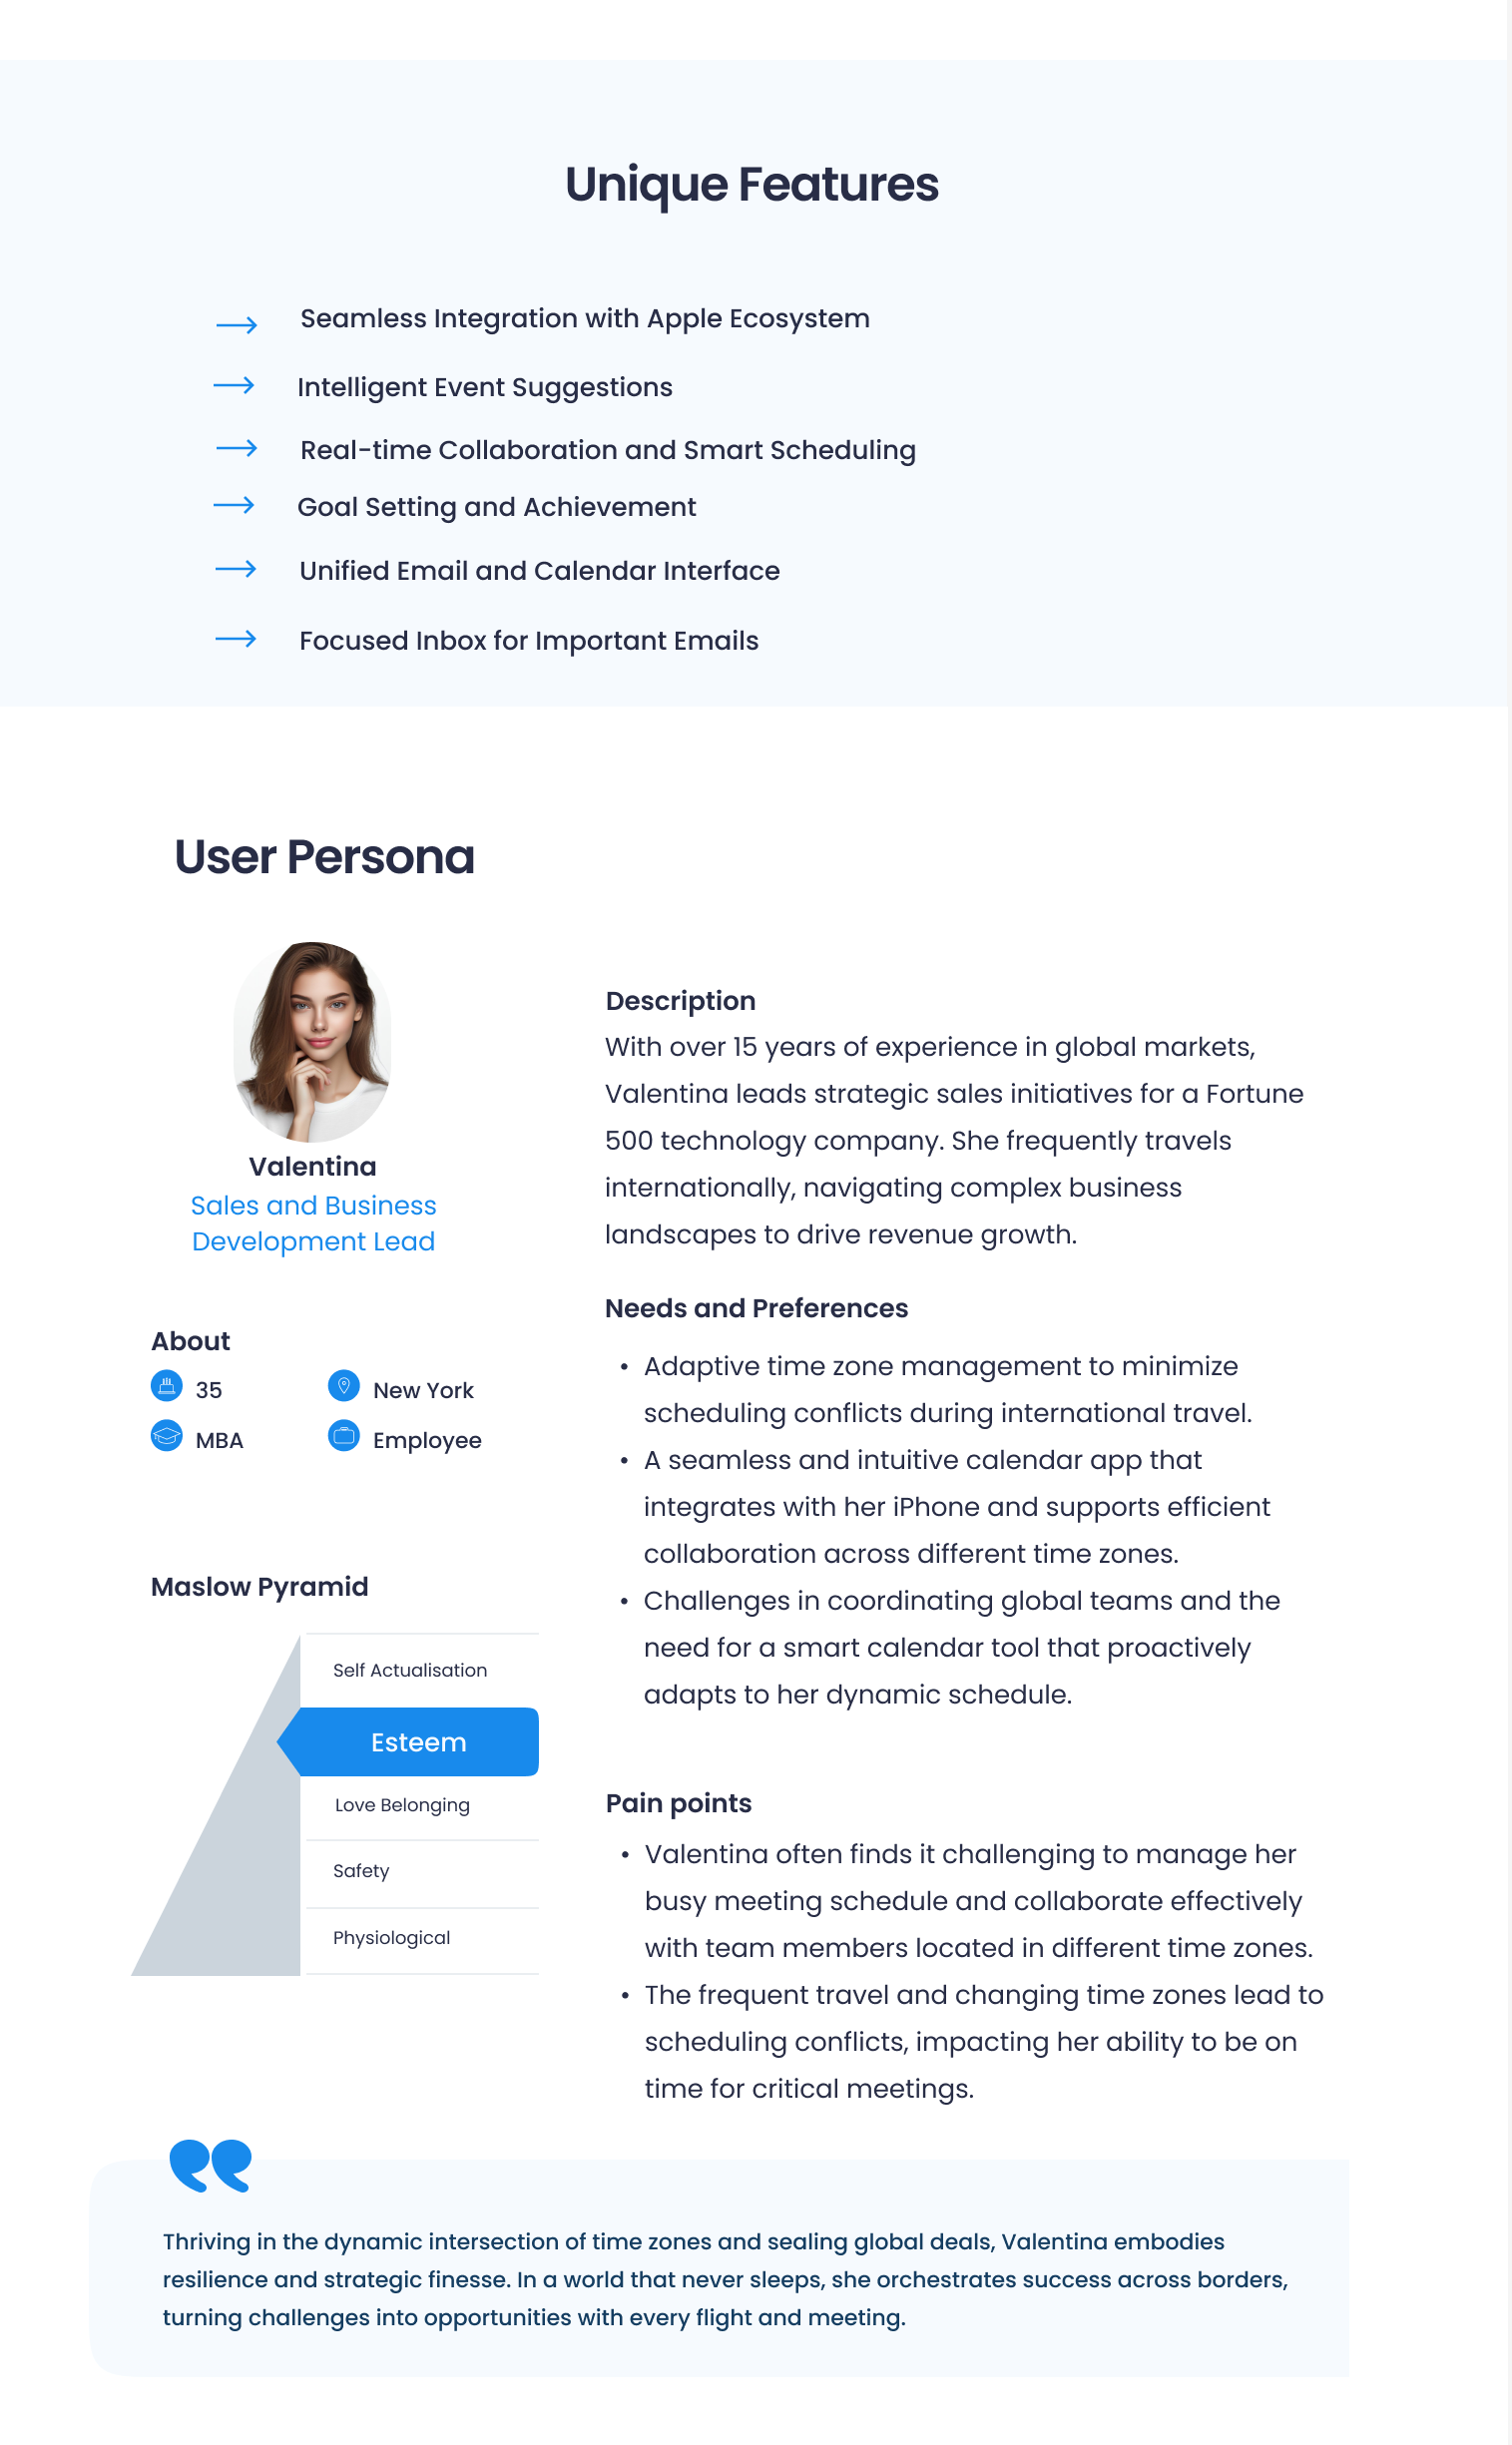 Unique Features
Seamless Integration with Apple Ecosystem
Intelligent Event Suggestions
Real-time Collaboration and Smart Scheduling
Goal Setting and Achievement
Unified Email and Calendar Interface
Focused Inbox for Important Emails
User Persona
Valentina
Sales and Business
Development Lead
About
35
New York
MBA
Employee
Maslow Pyramid
Self Actualisation
Esteem
Love Belonging
Safety
Physiological
Description
With over 15 years of experience in global markets,
Valentina leads strategic sales initiatives for a Fortune
500 technology company. She frequently travels
internationally, navigating complex business
landscapes to drive revenue growth.
Needs and Preferences
• Adaptive time zone management to minimize
scheduling conflicts during international travel.
• A seamless and intuitive calendar app that
integrates with her iPhone and supports efficient
collaboration across different time zones.
• Challenges in coordinating global teams and the
need for a smart calendar tool that proactively
adapts to her dynamic schedule.
Pain points
• Valentina often finds it challenging to manage her
busy meeting schedule and collaborate effectively
with team members located in different time zones.
• The frequent travel and changing time zones lead to
scheduling conflicts, impacting her ability to be on
time for critical meetings.
Thriving in the dynamic intersection of time zones and sealing global deals, Valentina embodies
resilience and strategic finesse. In a world that never sleeps, she orchestrates success across borders,
turning challenges into opportunities with every flight and meeting.